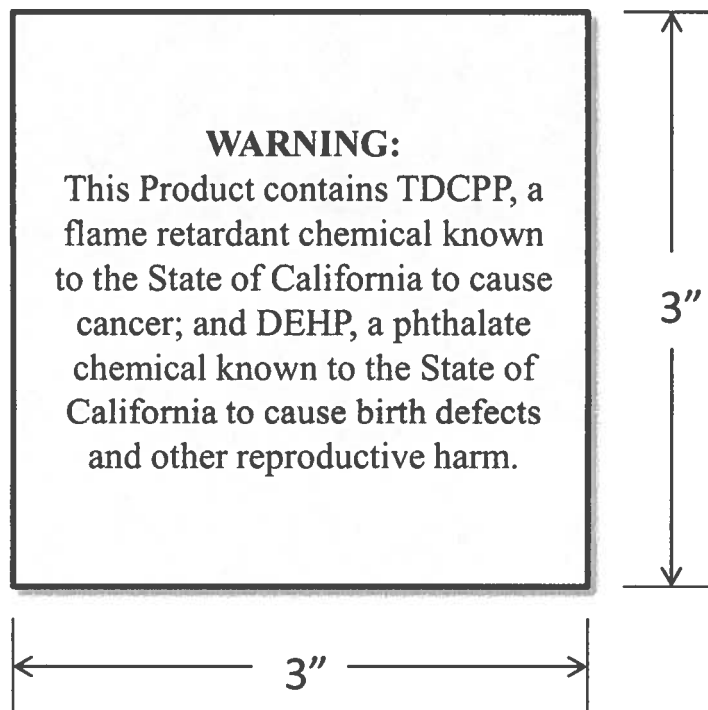 WARNING:
This Product contains TDCPP, a
flame retardant chemical known
to the State of California to cause
cancer; and DEHP, a phthalate
chemical known to the State of
California to cause birth defects
and other reproductive harm.
3"
3"